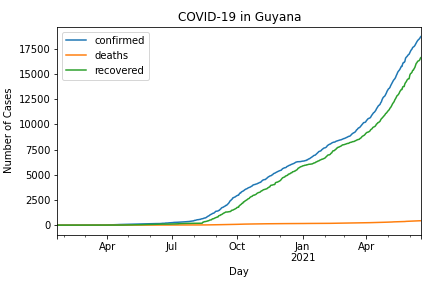 COVID-19 in Guyana
confirmed
deaths
recovered
Number of Cases
17500
15000
12500
10000
7500
5000
2500
0
Apr
Jul
Oct
Jan
2021
Apr
Day